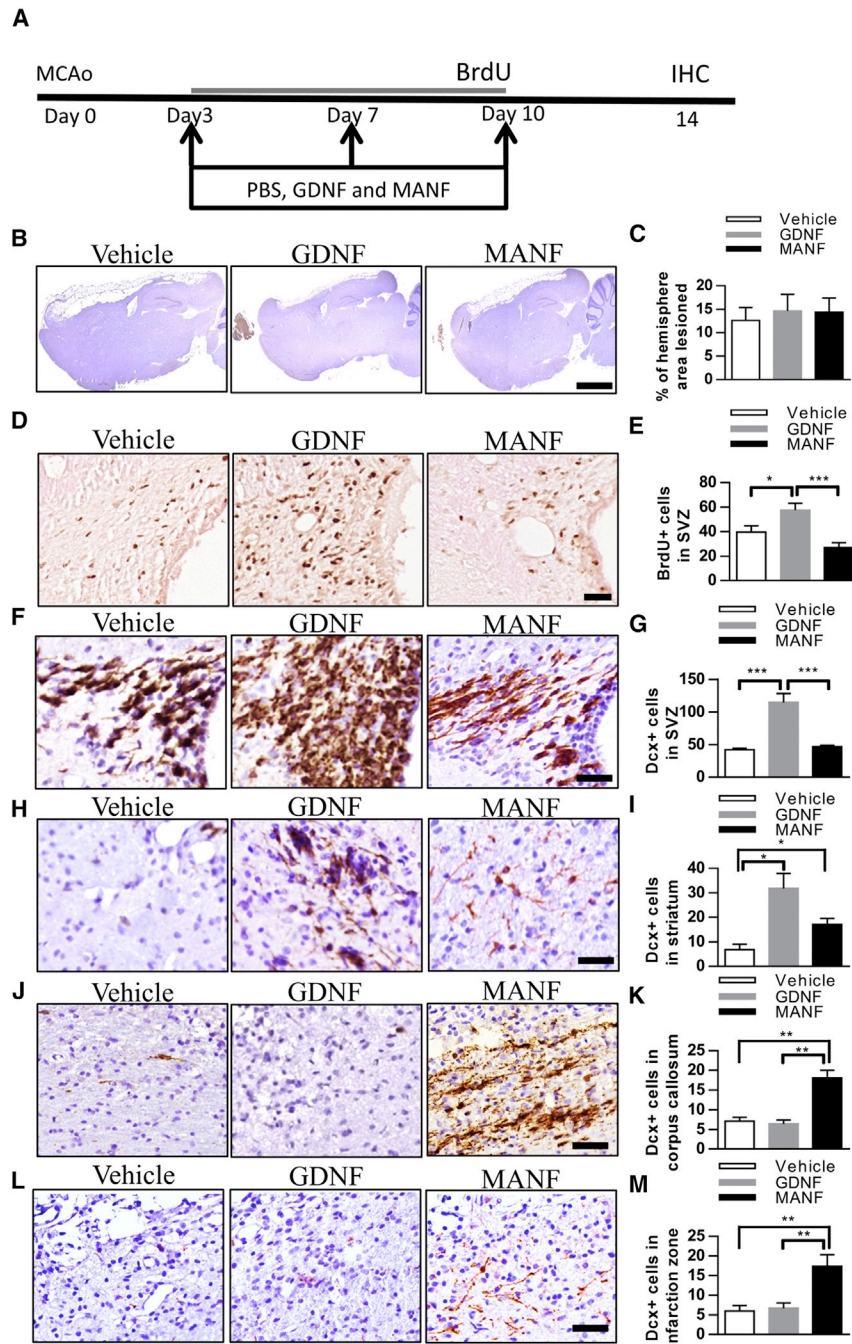 A
MCAo
BrdU
IHC
Day 0
Day3
Day 7
Day 10
14
PBS, GDNF and MANF
B
Vehicle
GDNF
MANF
C
Vehicle
GDNF
MANF
% of hemisphere
area lesioned
20
15
10
5
0
D
Vehicle
GDNF
MANF
E
Vehicle
GDNF
MANF
BrdU+ cells
in SVZ
80
60
40
20
0
*
***
F
Vehicle
GDNF
MANF
G
Vehicle
GDNF
MANF
Dcx+ cells
in SVZ
150
100
50
0
***
***
H
Vehicle
GDNF
MANF
I
Vehicle
GDNF
MANF
Dcx+ cells
in striatum
40
30
20
10
0
*
*
J
Vehicle
GDNF
MANF
K
Vehicle
GDNF
MANF
Dcx+ cells in
corpus callosum
25
20
15
10
5
0
**
**
L
Vehicle
GDNF
MANF
M
Vehicle
GDNF
MANF
Dcx+ cells in
nfarction zone
25
20
15
10
5
0
**
**